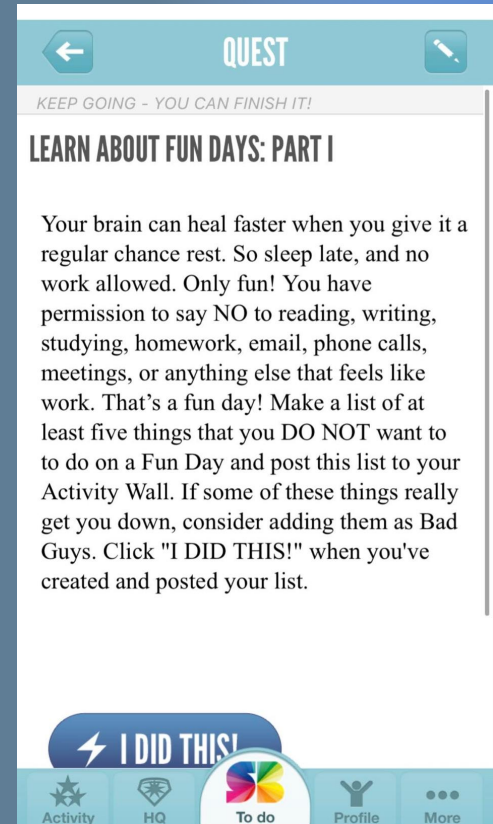 QUEST
KEEP GOING - YOU CAN FINISH IT!
LEARN ABOUT FUN DAYS: PART I
Your brain can heal faster when you give it a
regular chance rest. So sleep late, and no
work allowed. Only fun! You have
permission to say NO to reading, writing,
studying, homework, email, phone calls,
meetings, or anything else that feels like
work. That’s a fun day! Make a list of at
least five things that you DO NOT want to
to do on a Fun Day and post this list to your
Activity Wall. If some of these things really
get you down, consider adding them as Bad
Guys. Click "I DID THIS!" when you've
created and posted your list.
I DID THIS!
Activity HQ To do Profile More